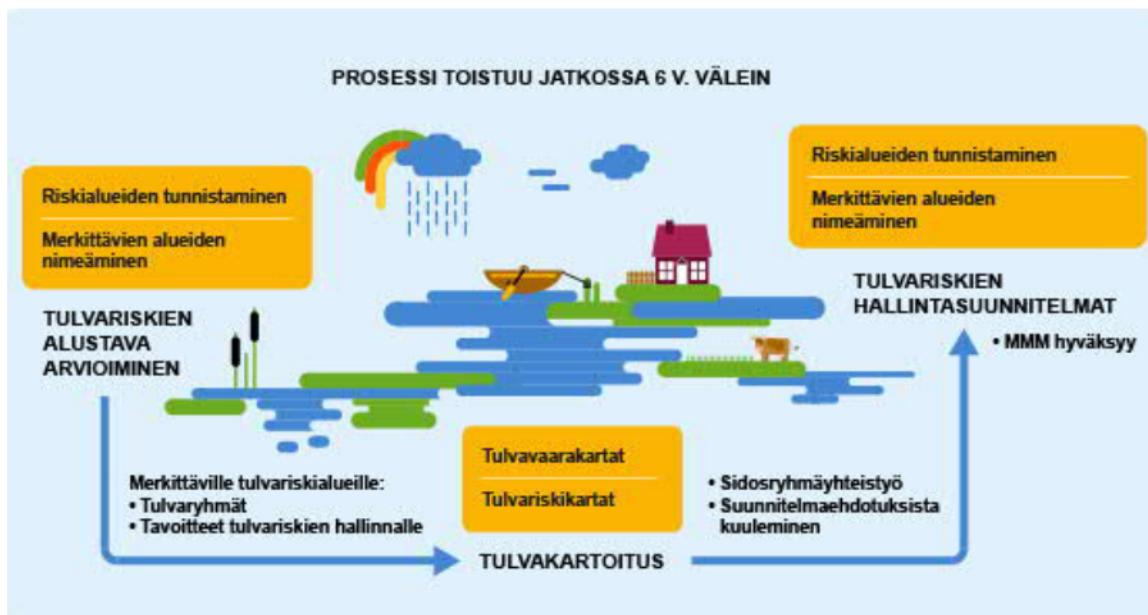 PROSESSI TOISTUU JATKOSSA 6 V. VÄLEIN
Riskialueiden tunnistaminen
Merkittävien alueiden
nimeäminen
TULVARISKIEN
ALUSTAVA
ARVIOIMINEN
Merkittäville tulvariskialueille:
• Tulvaryhmät
• Tavoitteet tulvariskien hallinnalle
Tulvavaarakartat
Tulvariskikartat
TULVAKARTOITUS
• Sidosryhmäyhteistyö
• Suunnitelmaehdotuksista
kuuleminen
Riskialueiden tunnistaminen
Merkittävien alueiden
nimeäminen
TULVARISKIEN
HALLINTASUUNNITELMAT
• MMM hyväksyy